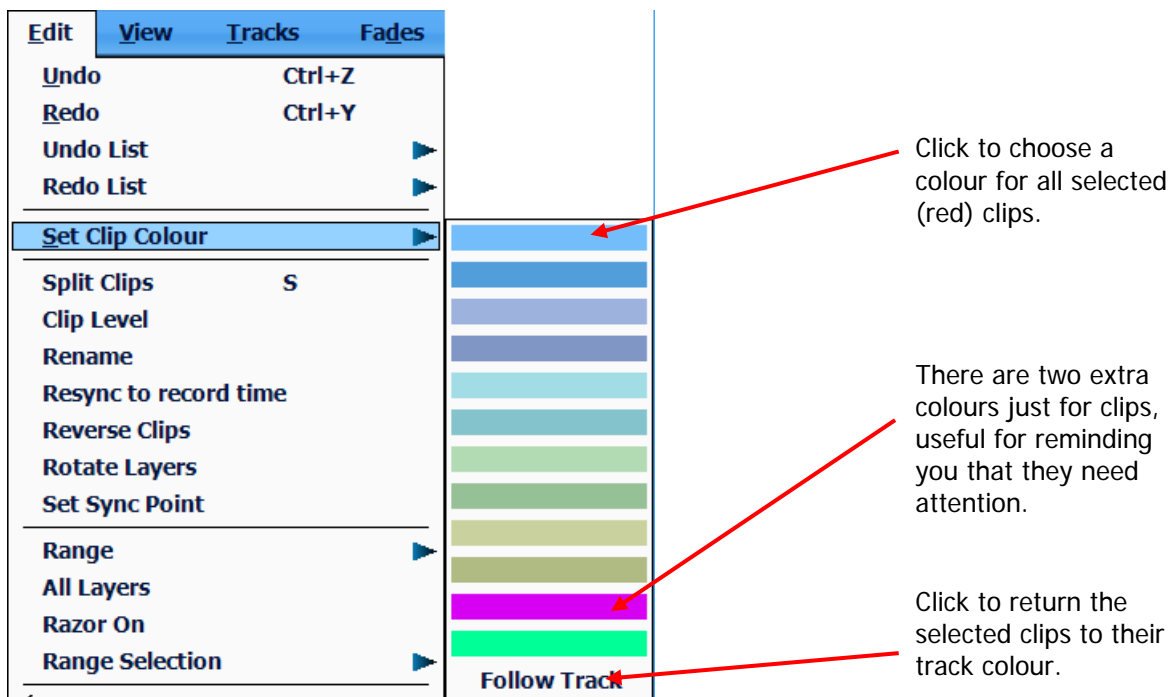 Edit View Tracks Fades
Undo Ctrl+Z
Redo Ctrl+Y
Undo List
Redo List
Set Clip Colour
Split Clips S
Clip Level
Rename
Resync to record time
Reverse Clips
Rotate Layers
Set Sync Point
Range
All Layers
Razor On
Range Selection
Follow Track
Click to choose a
colour for all selected
(red) clips.
There are two extra
colours just for clips,
useful for reminding
you that they need
attention.
Click to return the
selected clips to their
track colour.